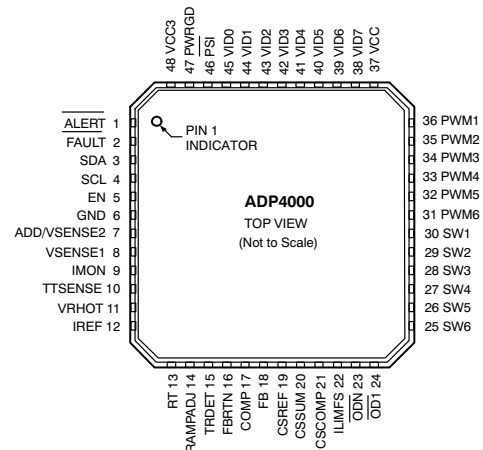 48 VCC3
47 PWRGD
46 PSI
45 VID0
44 VID1
43 VID2
42 VID3
41 VID4
40 VID5
39 VID6
38 VID7
37 VCC
ALERT 1
FAULT 2
SDA 3
SCL 4
EN 5
GND 6
ADD/VSENSE2 7
VSENSE1 8
IMON 9
TTSENSE 10
VRHOT 11
IREF 12
PIN 1
INDICATOR
ADP4000
TOP VIEW
(Not to Scale)
36 PWM1
35 PWM2
34 PWM3
33 PWM4
32 PWM5
31 PWM6
30 SW1
29 SW2
28 SW3
27 SW4
26 SW5
25 SW6
RT 13
RAMPADJ 14
TRDET 15
FBRTN 16
COMP 17
FB 18
CSREF 19
CSSUM 20
CSCOMP 21
ILIMFS 22
ODN 23
OD1 24